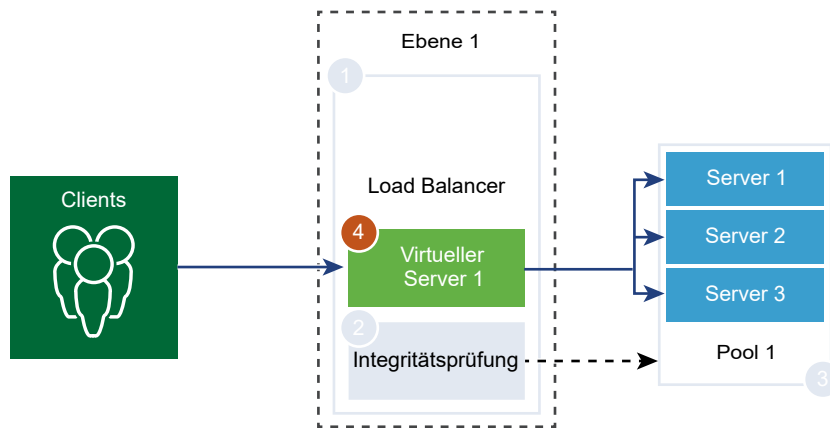 Ebene 1
1
Load Balancer
Clients
4
Virtueller
Server 1
2
Integritätsprüfung
Server 1
Server 2
Server 3
Pool 1
3